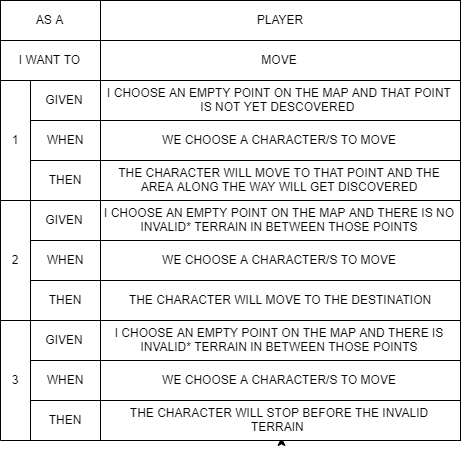 AS A
PLAYER
I WANT TO
MOVE
1
GIVEN
I CHOOSE AN EMPTY POINT ON THE MAP AND THAT POINT
IS NOT YET DESCOVERED
WHEN
WE CHOOSE A CHARACTER/S TO MOVE
THEN
THE CHARACTER WILL MOVE TO THAT POINT AND THE
AREA ALONG THE WAY WILL GET DISCOVERED
2
GIVEN
I CHOOSE AN EMPTY POINT ON THE MAP AND THERE IS NO
INVALID* TERRAIN IN BETWEEN THOSE POINTS
WHEN
WE CHOOSE A CHARACTER/S TO MOVE
THEN
THE CHARACTER WILL MOVE TO THE DESTINATION
3
GIVEN
I CHOOSE AN EMPTY POINT ON THE MAP AND THERE IS
INVALID* TERRAIN IN BETWEEN THOSE POINTS
WHEN
WE CHOOSE A CHARACTER/S TO MOVE
THEN
THE CHARACTER WILL STOP BEFORE THE INVALID
TERRAIN